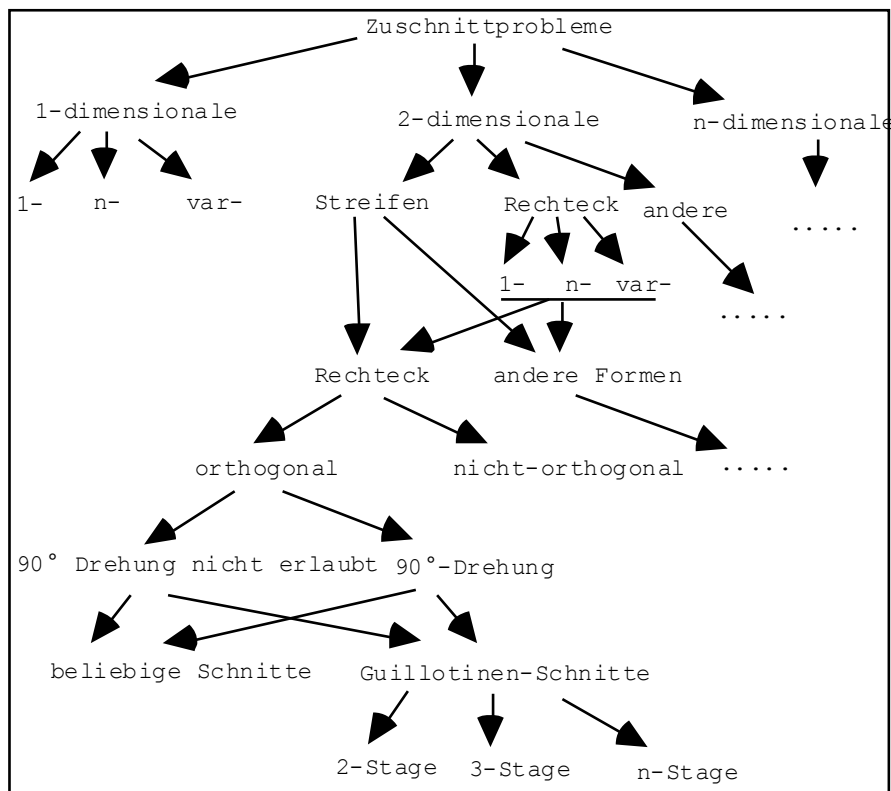 Zuschnittprobleme
1-dimensionale 2-dimensionale n-dimensionale
1- n- var- Streifen Rechteck andere .....
1- n- var- .....
Rechteck andere Formen
orthogonal nicht-orthogonal .....
90° Drehung nicht erlaubt 90°-Drehung
beliebige Schnitte Guillotinen-Schnitte
2-Stage 3-Stage n-Stage